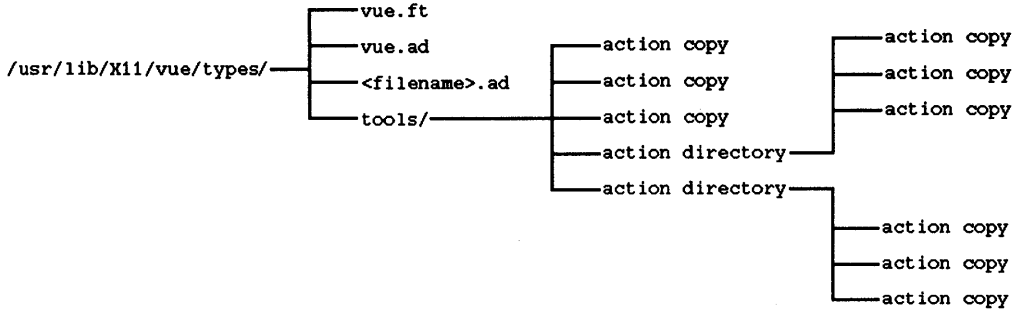 vue.ft
/usr/lib/X11/vue/types/
vue.ad
<filename>.ad
tools/
action copy
action copy
action copy
action directory
action directory
action copy
action copy
action copy
action copy
action copy
action copy